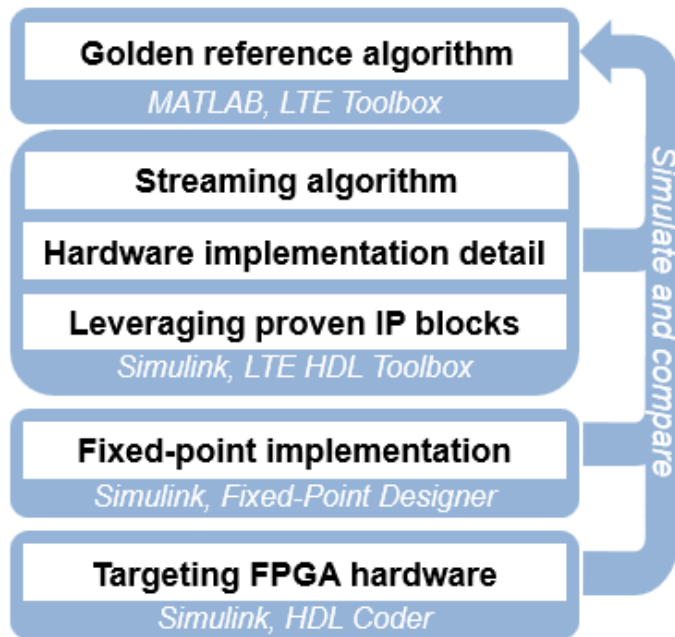 Golden reference algorithm
MATLAB, LTE Toolbox
Streaming algorithm
Hardware implementation detail
Leveraging proven IP blocks
Simulink, LTE HDL Toolbox
Fixed-point implementation
Simulink, Fixed-Point Designer
Targeting FPGA hardware
Simulink, HDL Coder
Simulate and compare